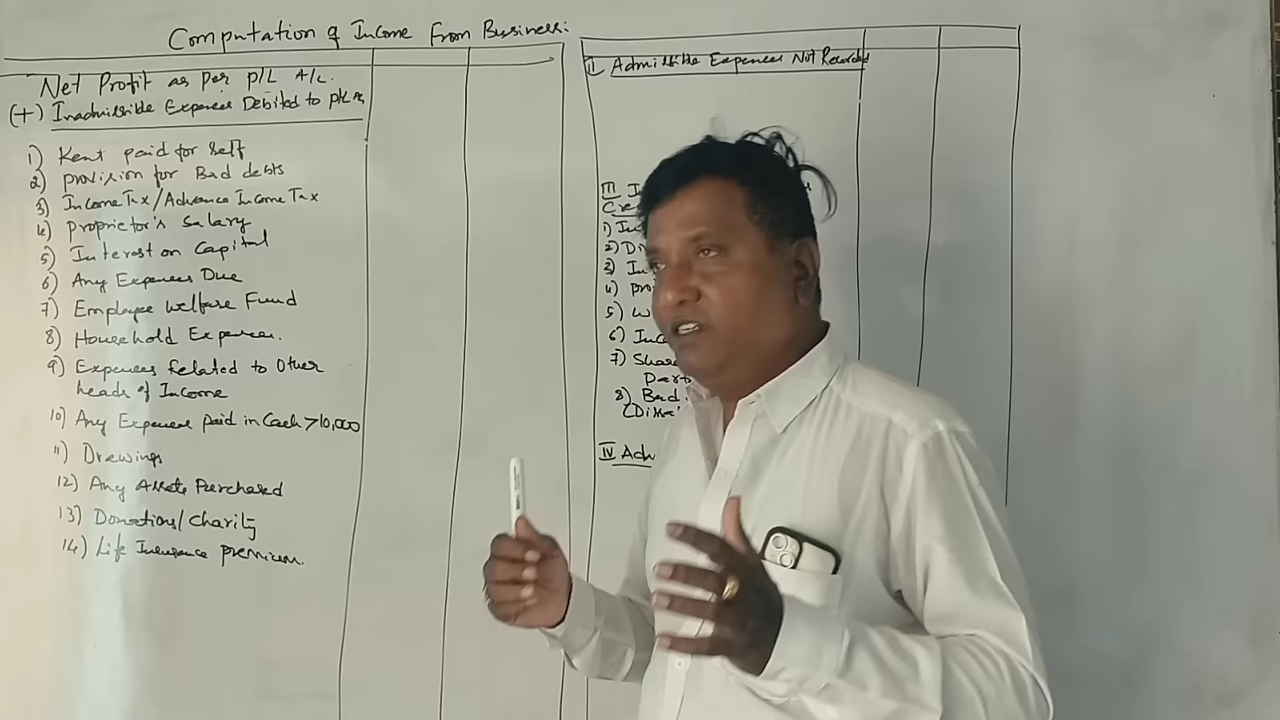 Computation of Income From Business:
Net Profit as per P/L A/c.
(+) Inadmissible Expenses Debited to P/L A/c
1) Rent paid for Self
2) Provision for Bad debts
3) Income Tax/Advance Income Tax
4) Proprietor's Salary
5) Interest on Capital
6) Any Expenses Due
7) Employee Welfare Fund
8) Household Expenses.
9) Expenses Related to Other
heads of Income
10) Any Expenses paid in Cash >10,000
11) Drawings
12) Any Assets Purchased
13) Donations/Charity
14) Life Insurance premium.
II Admissible Expenses Not Recorded
III I
Cre
1) In
2) Di
3) In
4) pro
5) W
6) Inco
7) Share
Part
8) Bad
(Disa
IV Adm